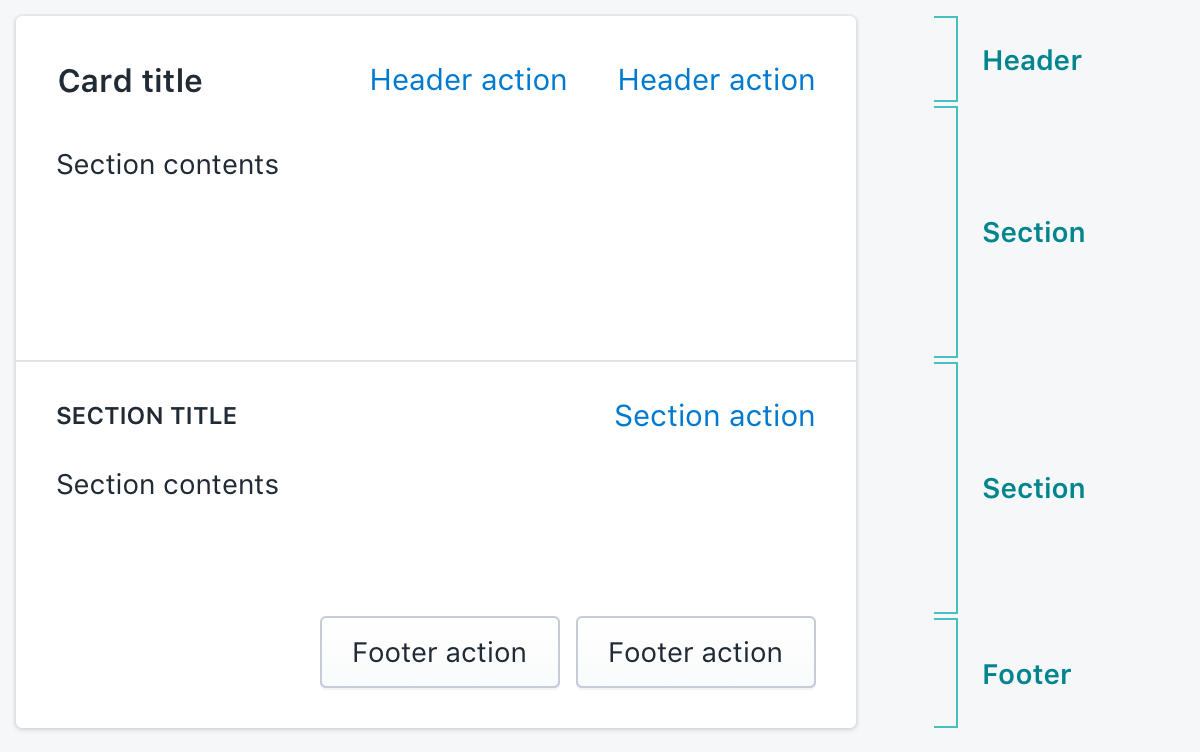 Card title Header action Header action
Section contents
SECTION TITLE Section action
Section contents
Footer action Footer action
Header
Section
Section
Footer